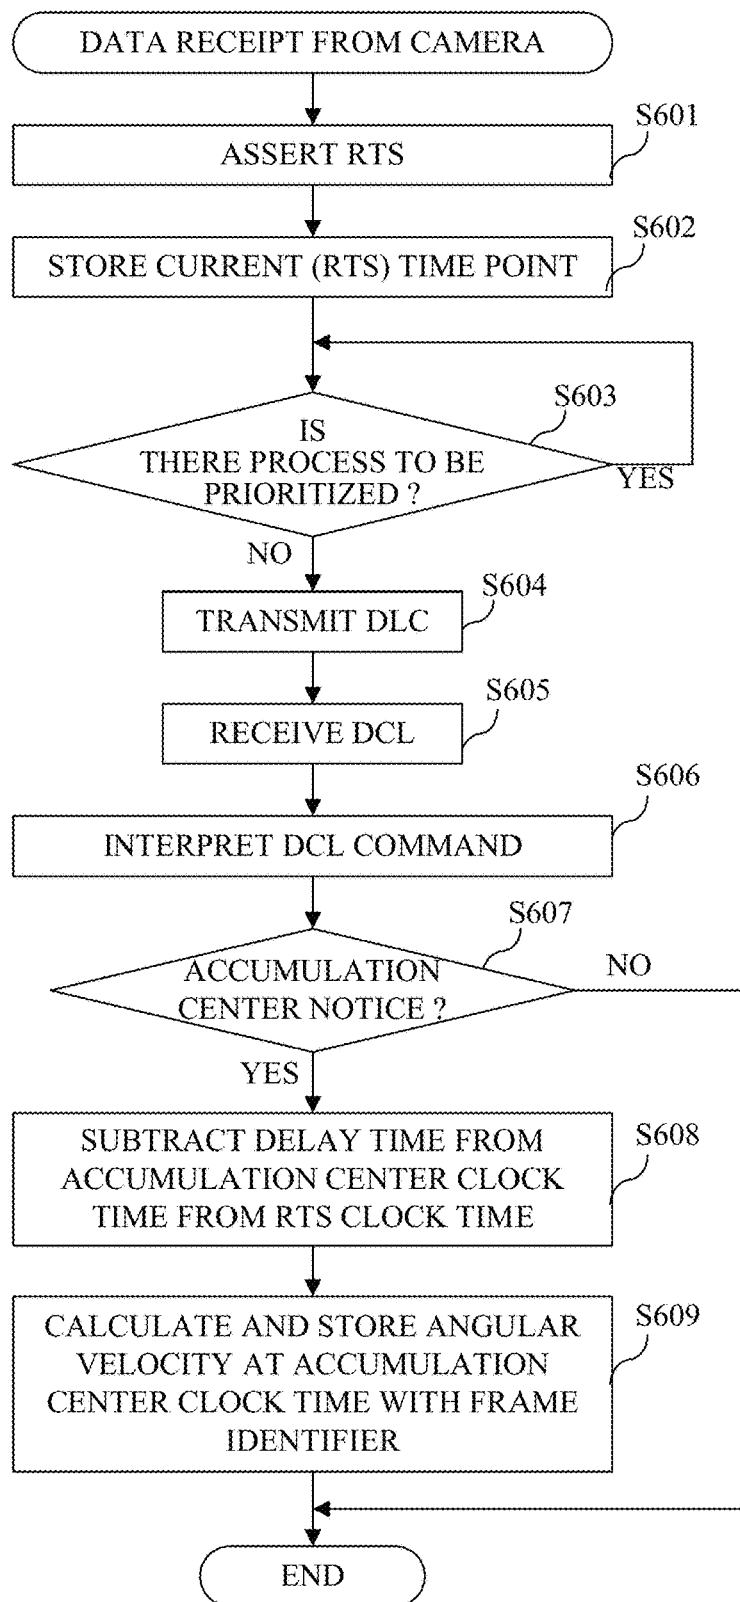 DATA RECEIPT FROM CAMERA
S601
ASSERT RTS
S602
STORE CURRENT (RTS) TIME POINT
S603
IS
THERE PROCESS TO BE
PRIORITIZED ?
YES
NO
S604
TRANSMIT DLC
S605
RECEIVE DCL
S606
INTERPRET DCL COMMAND
S607
ACCUMULATION
CENTER NOTICE ?
NO
YES
S608
SUBTRACT DELAY TIME FROM
ACCUMULATION CENTER CLOCK
TIME FROM RTS CLOCK TIME
S609
CALCULATE AND STORE ANGULAR
VELOCITY AT ACCUMULATION
CENTER CLOCK TIME WITH FRAME
IDENTIFIER
END